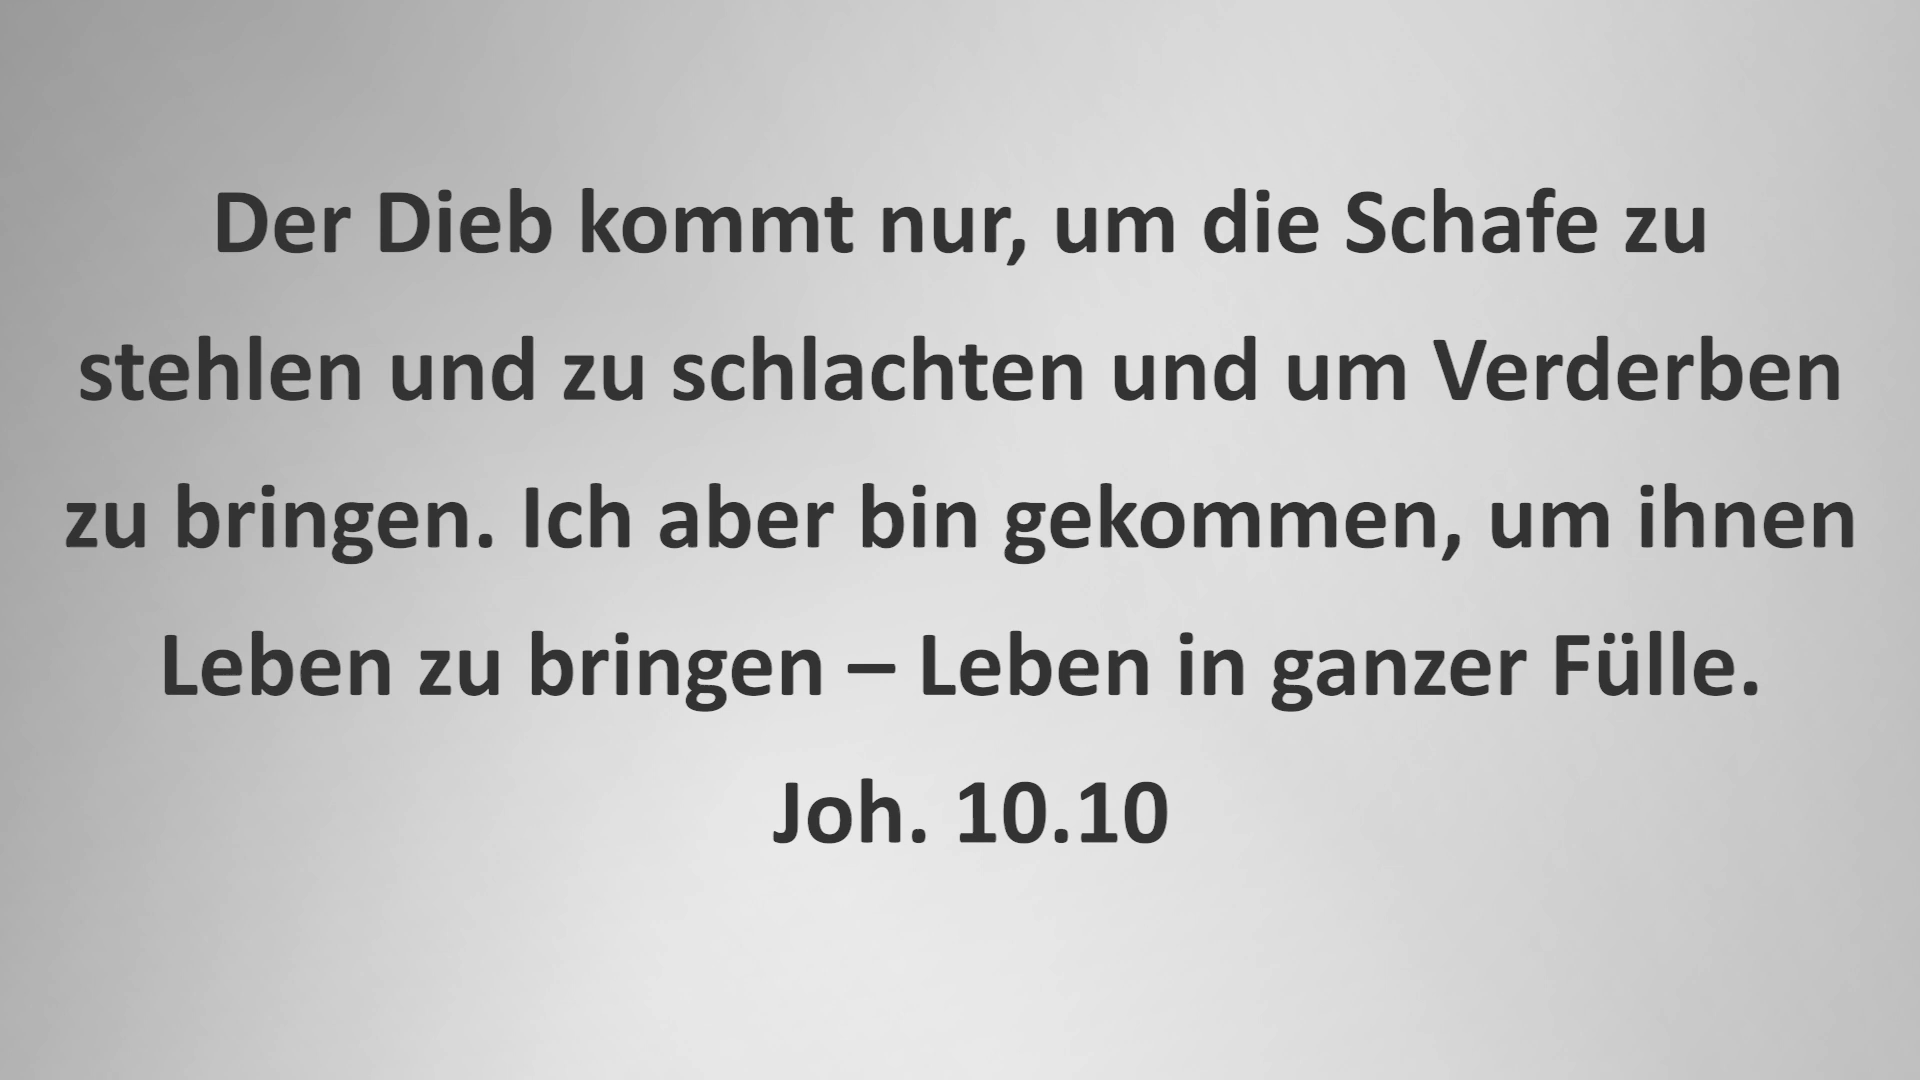 Der Dieb kommt nur, um die Schafe zu
stehlen und zu schlachten und um Verderben
zu bringen. Ich aber bin gekommen, um ihnen
Leben zu bringen – Leben in ganzer Fülle.
Joh. 10.10